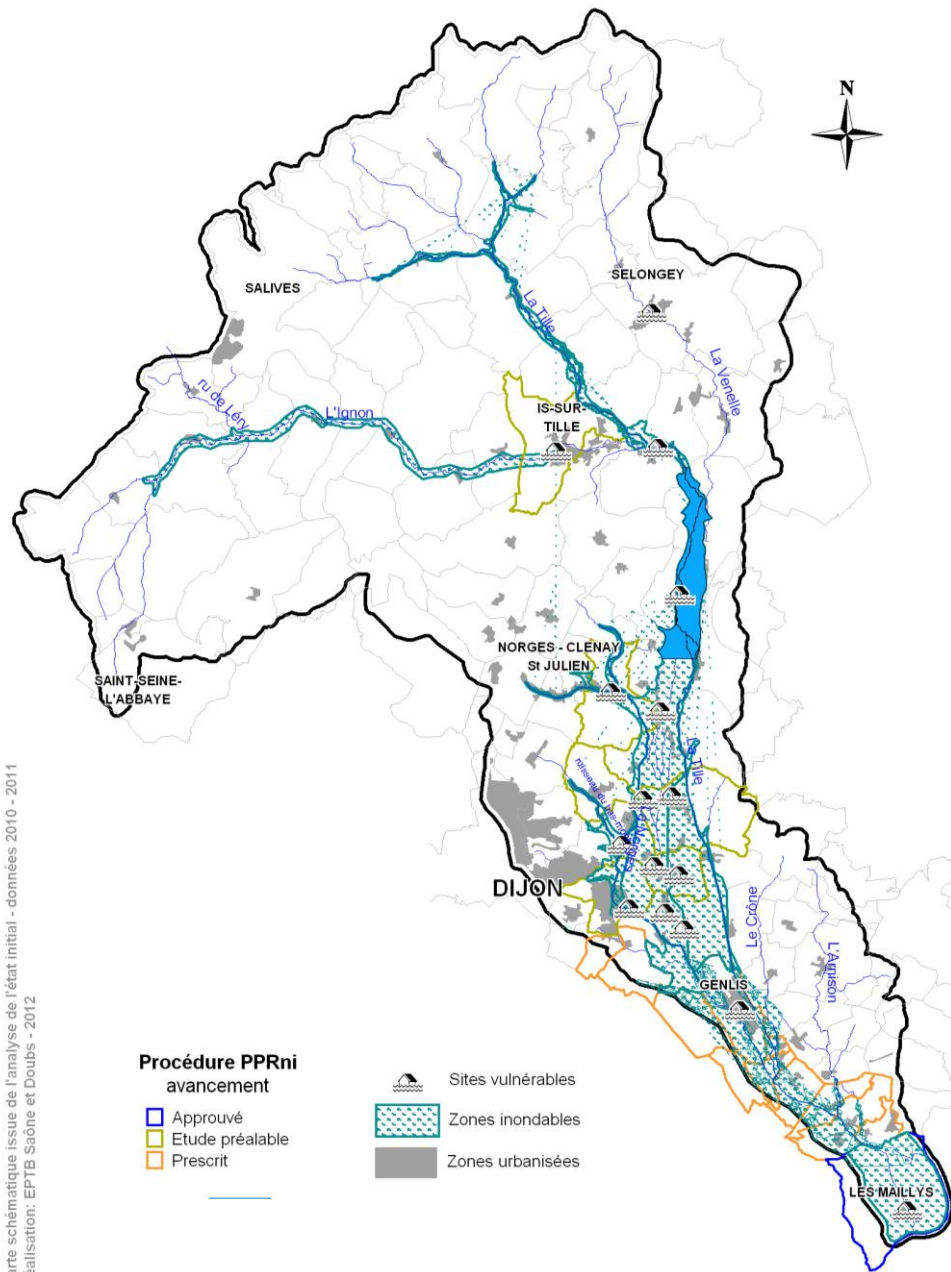 N
SALIVES
SELONGEY
La Tille
La Venelle
ru de Léry
L'Ignon
IS-SUR-
TILLE
NORGES - CLENAY
St JULIEN
SAINT-SEINE-
L'ABBAYE
La Tille
DIJON
Le Crône
L'Arnison
GENLIS
LES MAILLYS
Procédure PPRni
avancement
Approuvé
Etude préalable
Prescrit
Sites vulnérables
Zones inondables
Zones urbanisées
arte schématique issue de l'analyse de l'état initial - données 2010 - 2011
éalisation: EPTB Saône et Doubs - 2012